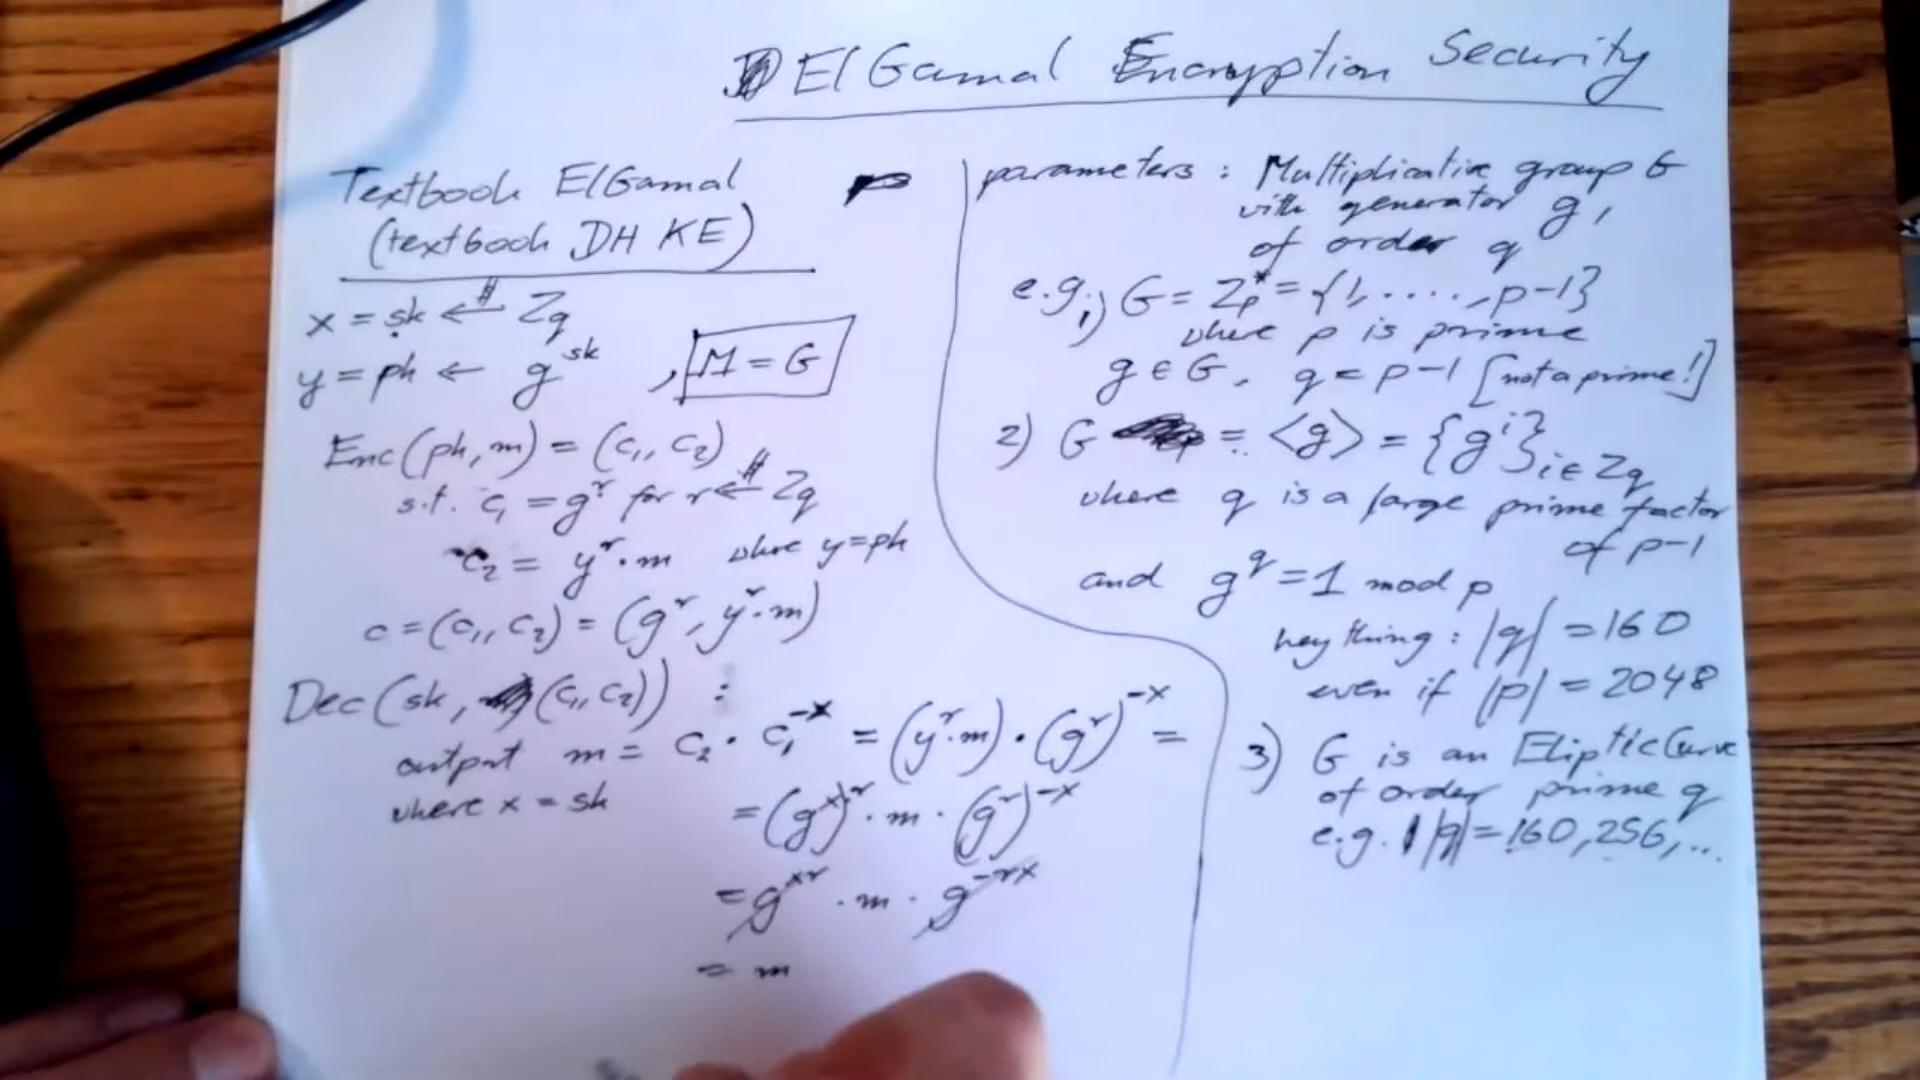 ElGamal Encryption Security
Textbook ElGamal
(textbook DH KE)
x = sk ←$ Zq
y = pk ← g^sk , M = G
Enc(pk, m) = (c₁, c₂)
s.t. c₁ = g^r for r ←$ Zq
c₂ = y^r · m where y = pk
c = (c₁, c₂) = (g^r, y^r · m)
Dec(sk, (c₁, c₂)) :
output m = c₂ · c₁^-x = (y^r · m) · (g^r)^-x =
where x = sk
= (g^x)^r · m · (g^r)^-x
= g^xr · m · g^-rx
= m
parameters : Multiplicative group G
with generator g,
of order q
e.g. 1) G = Zp* = {1, ...., p-1}
where p is prime
g ∈ G, q = p-1 [not a prime!]
2) G = <g> = {g^i} i ∈ Zq
where q is a large prime factor
of p-1
and g^q = 1 mod p
key thing : |q| = 160
even if |p| = 2048
3) G is an Eliptic Curve
of order prime q
e.g. |q| = 160, 256, ...